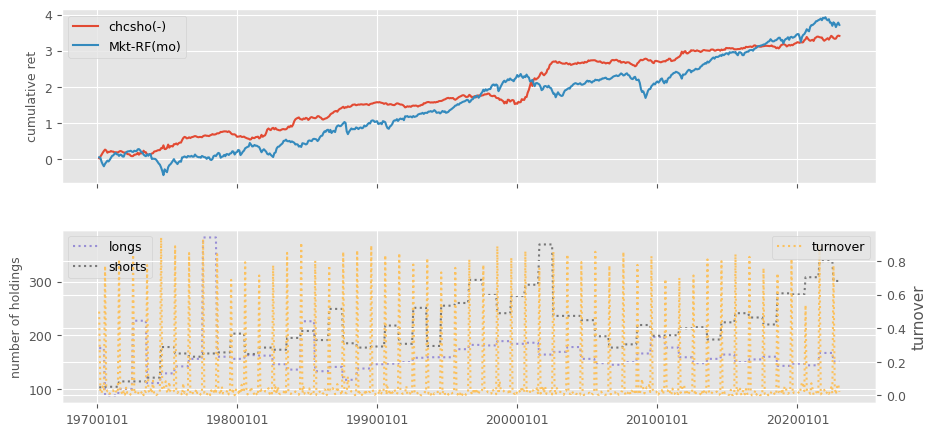 4
3
2
1
0
cumulative ret
chcsho(-)
Mkt-RF(mo)
300
200
100
number of holdings
longs
shorts
turnover
0.8
0.6
0.4
0.2
0.0
turnover
19700101 19800101 19900101 20000101 20100101 20200101